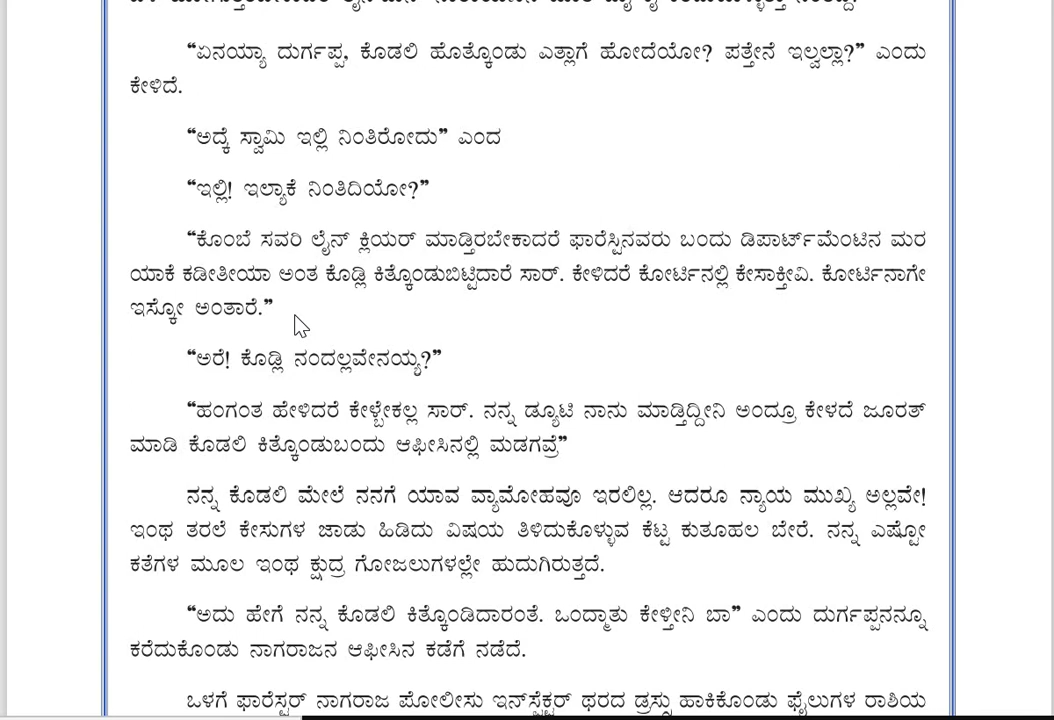 “ಏನಯ್ಯಾ ದುರ್ಗಪ್ಪ, ಕೊಡಲಿ ಹೊತ್ಕೊಂಡು ಎತ್ಲಾಗೆ ಹೋದೆಯೋ? ಪತ್ತೇನೆ ಇಲ್ವಲ್ಲಾ?” ಎಂದು
ಕೇಳಿದೆ.
“ಅದ್ಕೆ ಸ್ವಾಮಿ ಇಲ್ಲಿ ನಿಂತಿರೋದು” ಎಂದ
“ಇಲ್ಲಿ! ಇಲ್ಯಾಕೆ ನಿಂತಿದಿಯೋ?”
“ಕೊಂಬೆ ಸವರಿ ಲೈನ್ ಕ್ಲಿಯರ್ ಮಾಡ್ತಿರಬೇಕಾದರೆ ಫಾರೆಸ್ಟಿನವರು ಬಂದು ಡಿಪಾರ್ಟ್‌ಮೆಂಟಿನ ಮರ
ಯಾಕೆ ಕಡೀತೀಯಾ ಅಂತ ಕೊಡ್ಲಿ ಕಿತ್ಕೊಂಡುಬಿಟ್ಟಿದಾರೆ ಸಾರ್. ಕೇಳಿದರೆ ಕೋರ್ಟಿನಲ್ಲಿ ಕೇಸಾಕ್ತೀವಿ. ಕೋರ್ಟಿನಾಗೇ
ಇಸ್ಕೋ ಅಂತಾರೆ.”
“ಅರೆ! ಕೊಡ್ಲಿ ನಂದಲ್ಲವೇನಯ್ಯ?”
“ಹಂಗಂತ ಹೇಳಿದರೆ ಕೇಳ್ಬೇಕಲ್ಲ ಸಾರ್. ನನ್ನ ಡ್ಯೂಟಿ ನಾನು ಮಾಡ್ತಿದ್ದೀನಿ ಅಂದ್ರೂ ಕೇಳದೆ ಜೂರತ್
ಮಾಡಿ ಕೊಡಲಿ ಕಿತ್ಕೊಂಡುಬಂದು ಆಫೀಸಿನಲ್ಲಿ ಮಡಗವ್ರೆ”
ನನ್ನ ಕೊಡಲಿ ಮೇಲೆ ನನಗೆ ಯಾವ ವ್ಯಾಮೋಹವೂ ಇರಲಿಲ್ಲ. ಆದರೂ ನ್ಯಾಯ ಮುಖ್ಯ ಅಲ್ಲವೇ!
ಇಂಥ ತರಲೆ ಕೇಸುಗಳ ಜಾಡು ಹಿಡಿದು ವಿಷಯ ತಿಳಿದುಕೊಳ್ಳುವ ಕೆಟ್ಟ ಕುತೂಹಲ ಬೇರೆ. ನನ್ನ ಎಷ್ಟೋ
ಕತೆಗಳ ಮೂಲ ಇಂಥ ಕ್ಷುದ್ರ ಗೋಜಲುಗಳಲ್ಲೇ ಹುದುಗಿರುತ್ತದೆ.
“ಅದು ಹೇಗೆ ನನ್ನ ಕೊಡಲಿ ಕಿತ್ಕೊಂಡಿದಾರಂತೆ. ಒಂದ್ಮಾತು ಕೇಳ್ತೀನಿ ಬಾ” ಎಂದು ದುರ್ಗಪ್ಪನನ್ನೂ
ಕರೆದುಕೊಂಡು ನಾಗರಾಜನ ಆಫೀಸಿನ ಕಡೆಗೆ ನಡೆದೆ.
ಒಳಗೆ ಫಾರೆಸ್ಟರ್ ನಾಗರಾಜ ಪೋಲೀಸು ಇನ್‌ಸ್ಪೆಕ್ಟರ್ ಥರದ ಡ್ರಸ್ಸು ಹಾಕಿಕೊಂಡು ಫೈಲುಗಳ ರಾಶಿಯ